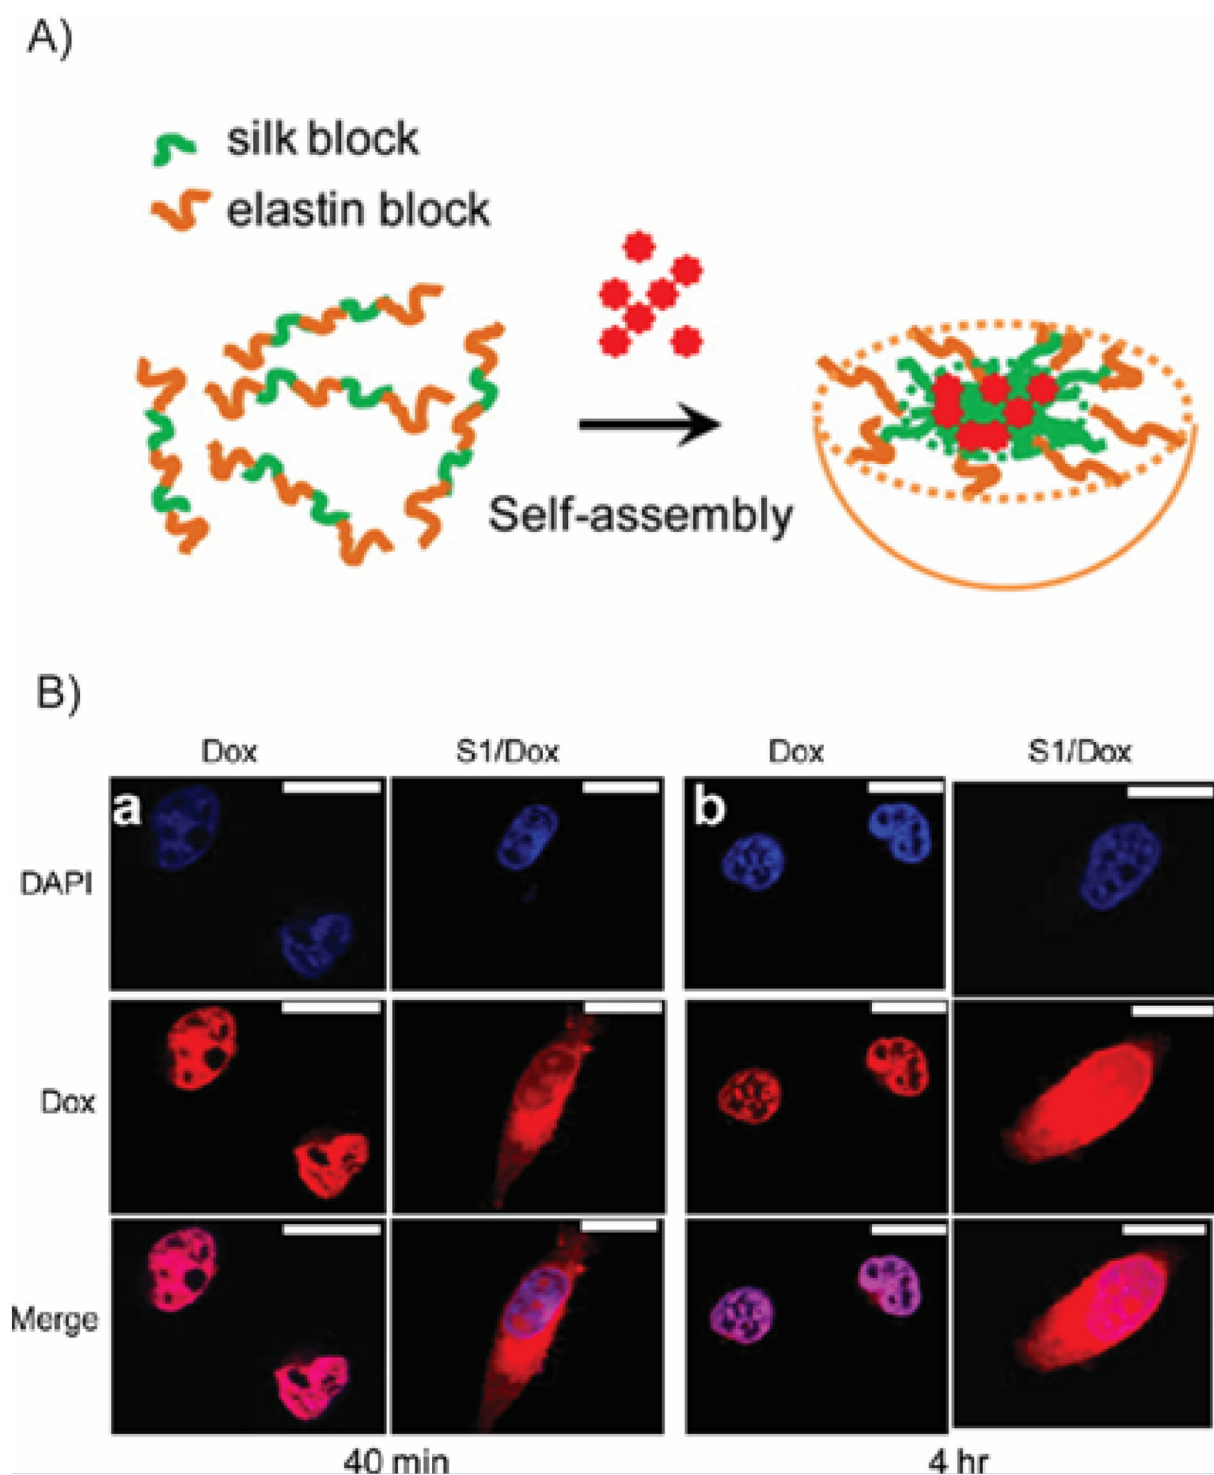 A)
silk block
elastin block
Self-assembly
B)
Dox S1/Dox Dox S1/Dox
a b
DAPI
Dox
Merge
40 min 4 hr